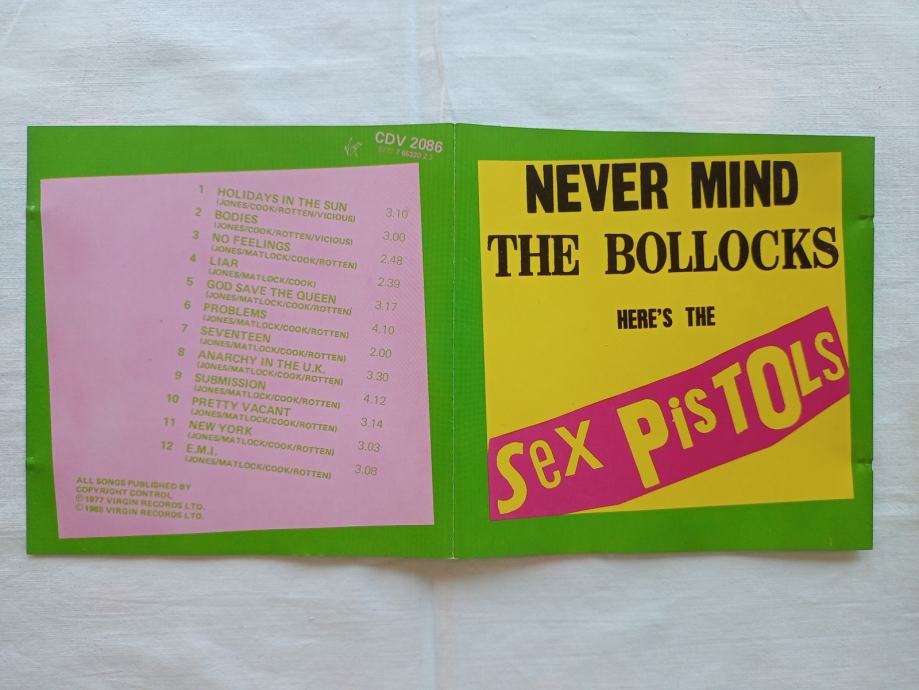 CDV 2086
1 HOLIDAYS IN THE SUN 3.10
(JONES/COOK/ROTTEN/VICIOUS)
2 BODIES 3.00
(JONES/COOK/ROTTEN/VICIOUS)
3 NO FEELINGS 2.48
(JONES/MATLOCK/COOK/ROTTEN)
4 LIAR 2.39
(JONES/MATLOCK/COOK)
5 GOD SAVE THE QUEEN 3.17
(JONES/MATLOCK/COOK/ROTTEN)
6 PROBLEMS 4.10
(JONES/MATLOCK/COOK/ROTTEN)
7 SEVENTEEN 2.00
(JONES/MATLOCK/COOK/ROTTEN)
8 ANARCHY IN THE U.K. 3.30
(JONES/MATLOCK/COOK/ROTTEN)
9 SUBMISSION 4.12
(JONES/MATLOCK/COOK/ROTTEN)
10 PRETTY VACANT 3.14
(JONES/MATLOCK/COOK/ROTTEN)
11 NEW YORK 3.03
(JONES/MATLOCK/COOK/ROTTEN)
12 E.M.I. 3.08
(JONES/MATLOCK/COOK/ROTTEN)
ALL SONGS PUBLISHED BY
COPYRIGHT CONTROL
℗ 1977 VIRGIN RECORDS LTD.
VIRGIN RECORDS LTD.
NEVER MIND
THE BOLLOCKS
HERE'S THE
Sex PisTOLS